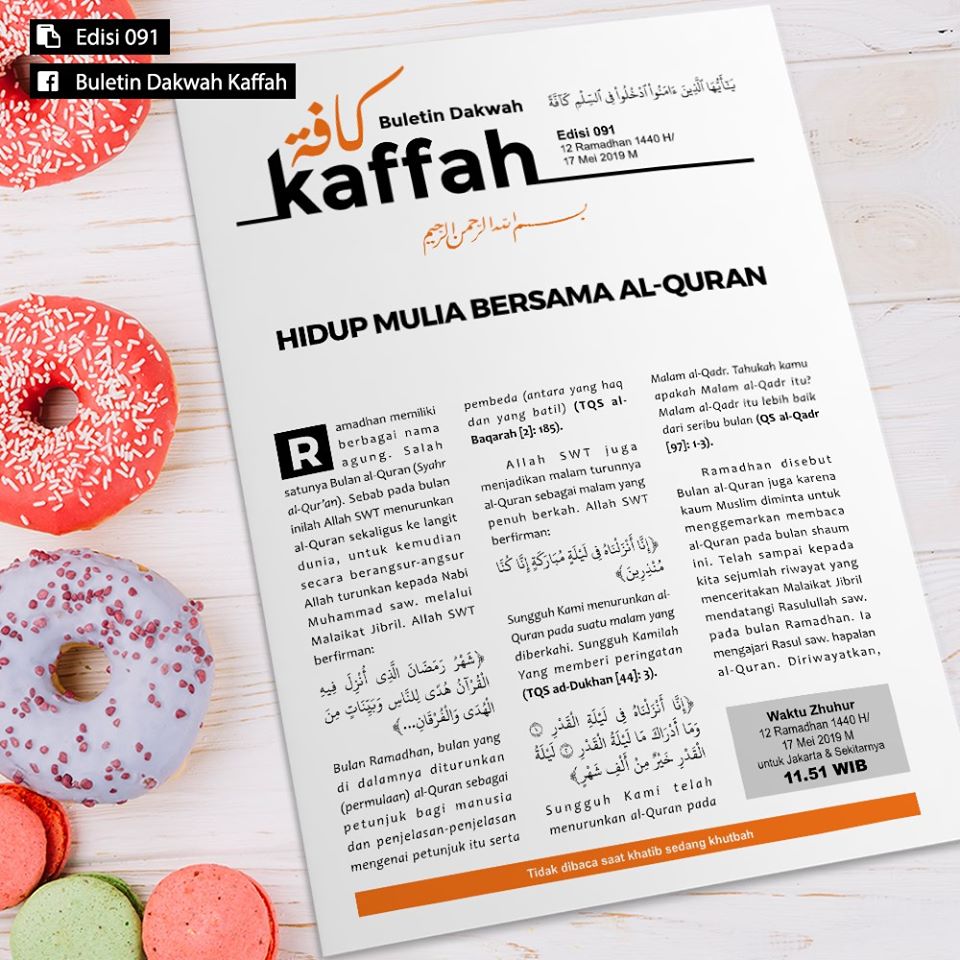 Edisi 091
Buletin Dakwah Kaffah
كافة
Buletin Dakwah
kaffah
يَـٰٓأَيُّهَا ٱلَّذِينَ ءَامَنُوا۟ ٱدْخُلُوا۟ فِى ٱلسِّلْمِ كَآفَّةً
Edisi 091
12 Ramadhan 1440 H/
17 Mei 2019 M
بسم الله الرحمن الرحيم
HIDUP MULIA BERSAMA AL-QURAN
Ramadhan memiliki
berbagai nama
agung. Salah
satunya Bulan al-Quran (Syahr
al-Qur'an). Sebab pada bulan
inilah Allah SWT menurunkan
al-Quran sekaligus ke langit
dunia, untuk kemudian
secara berangsur-angsur
Allah turunkan kepada Nabi
Muhammad saw. melalui
Malaikat Jibril. Allah SWT
berfirman:
﴿شَهْرُ رَمَضَانَ الَّذِي أُنْزِلَ فِيهِ
الْقُرْآنُ هُدًى لِلنَّاسِ وَبَيِّنَاتٍ مِنَ
الْهُدَى وَالْفُرْقَانِ...﴾
Bulan Ramadhan, bulan yang
di dalamnya diturunkan
(permulaan) al-Quran sebagai
petunjuk bagi manusia
dan penjelasan-penjelasan
mengenai petunjuk itu serta
pembeda (antara yang haq
dan yang batil) (TQS al-
Baqarah [2]: 185).
Allah SWT juga
menjadikan malam turunnya
al-Quran sebagai malam yang
penuh berkah. Allah SWT
berfirman:
﴿إِنَّا أَنْزَلْنَاهُ فِي لَيْلَةٍ مُبَارَكَةٍ إِنَّا كُنَّا
مُنْذِرِينَ﴾
Sungguh Kami menurunkan al-
Quran pada suatu malam yang
diberkahi. Sungguh Kamilah
Yang memberi peringatan
(TQS ad-Dukhan [44]: 3).
﴿إِنَّا أَنْزَلْنَاهُ فِي لَيْلَةِ الْقَدْرِ ١
وَمَا أَدْرَاكَ مَا لَيْلَةُ الْقَدْرِ ٢ لَيْلَةُ
الْقَدْرِ خَيْرٌ مِنْ أَلْفِ شَهْرٍ﴾
Sungguh Kami telah
menurunkan al-Quran pada
Malam al-Qadr. Tahukah kamu
apakah Malam al-Qadr itu?
Malam al-Qadr itu lebih baik
dari seribu bulan (QS al-Qadr
[97]: 1-3).
Ramadhan disebut
Bulan al-Quran juga karena
kaum Muslim diminta untuk
menggemarkan membaca
al-Quran pada bulan shaum
ini. Telah sampai kepada
kita sejumlah riwayat yang
menceritakan Malaikat Jibril
mendatangi Rasulullah saw.
pada bulan Ramadhan. Ia
mengajari Rasul saw. hapalan
al-Quran. Diriwayatkan,
Waktu Zhuhur
12 Ramadhan 1440 H/
17 Mei 2019 M
untuk Jakarta & Sekitarnya
11.51 WIB
Tidak dibaca saat khatib sedang khutbah